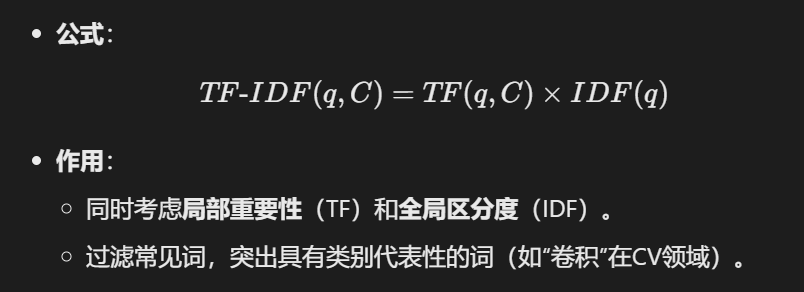 • 公式：
TF-IDF(q, C) = TF(q, C) × IDF(q)
• 作用：
○ 同时考虑局部重要性（TF）和全局区分度（IDF）。
○ 过滤常见词，突出具有类别代表性的词（如“卷积”在CV领域）。